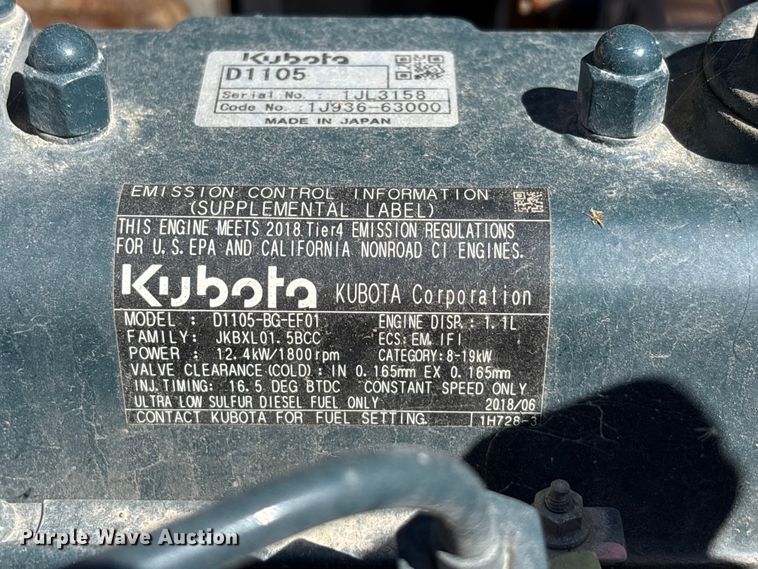 Kubota
D1105
Serial No. : 1JL3158
Code No. : 1J936-63000
MADE IN JAPAN
EMISSION CONTROL INFORMATION
(SUPPLEMENTAL LABEL)
THIS ENGINE MEETS 2018 Tier4 EMISSION REGULATIONS
FOR U.S. EPA AND CALIFORNIA NONROAD CI ENGINES.
Kubota KUBOTA Corporation
MODEL : D1105-BG-EF01 ENGINE DISP.: 1.1L
FAMILY: JKBXL01.5BCC ECS: EM, IFI
POWER : 12.4kW/1800rpm CATEGORY: 8-19kW
VALVE CLEARANCE (COLD): IN 0.165mm EX 0.165mm
INJ. TIMING: 16.5 DEG BTDC CONSTANT SPEED ONLY
ULTRA LOW SULFUR DIESEL FUEL ONLY 2018/06
CONTACT KUBOTA FOR FUEL SETTING. 1H728-3
Purple Wave Auction